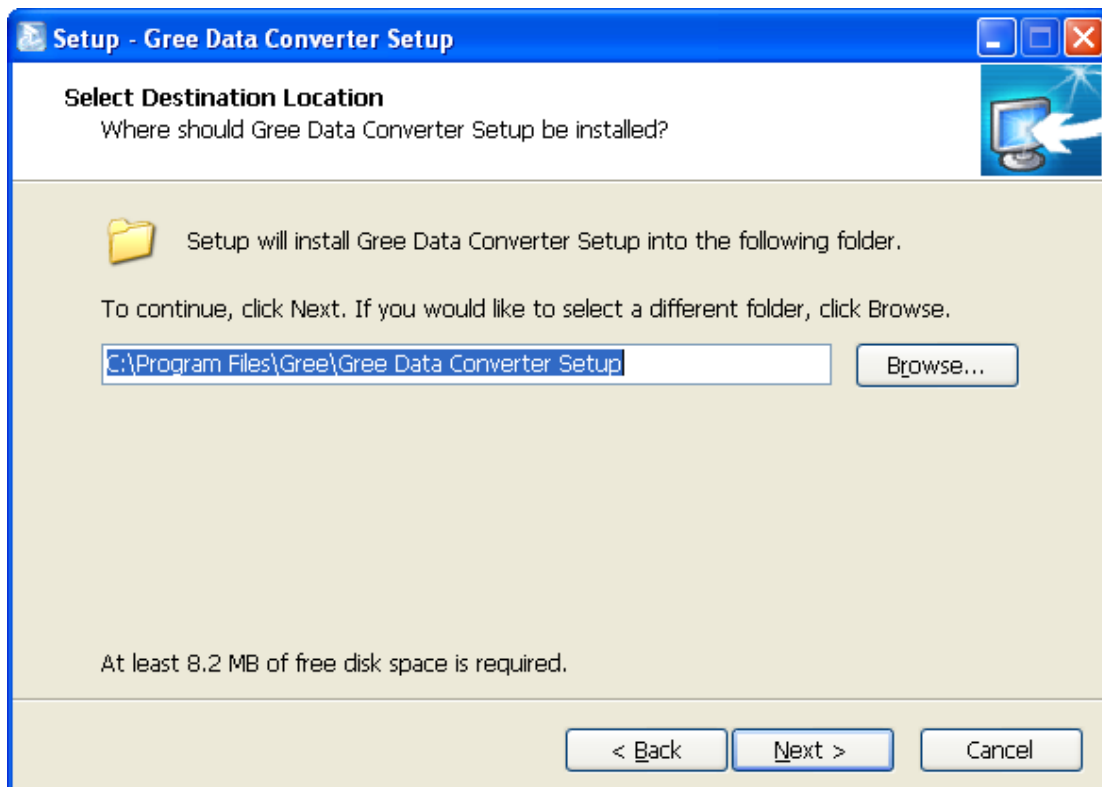 Setup - Gree Data Converter Setup
Select Destination Location
Where should Gree Data Converter Setup be installed?
Setup will install Gree Data Converter Setup into the following folder.
To continue, click Next. If you would like to select a different folder, click Browse.
C:\Program Files\Gree\Gree Data Converter Setup
Browse...
At least 8.2 MB of free disk space is required.
< Back
Next >
Cancel